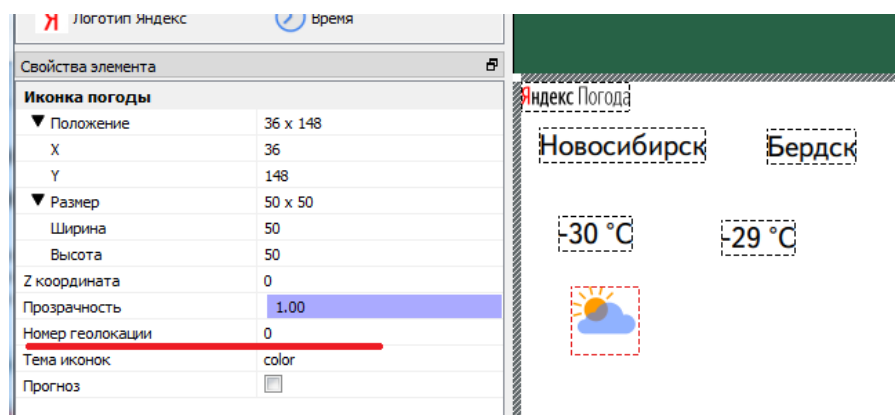 Я Логотип Яндекс Время
Свойства элемента
Иконка погоды
Положение 36 x 148
X 36
Y 148
Размер 50 x 50
Ширина 50
Высота 50
Z координата 0
Прозрачность 1.00
Номер геолокации 0
Тема иконок color
Прогноз
Яндекс Погода
Новосибирск Бердск
-30 °C -29 °C